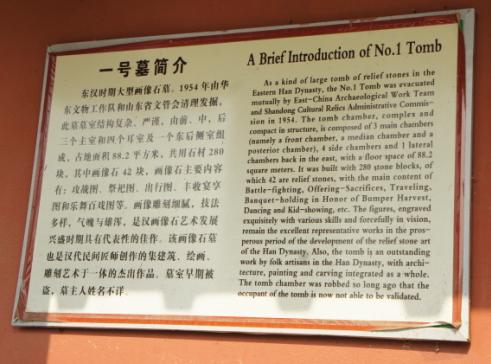 一号墓简介
东汉时期大型画像石墓。1954年由华
东文物工作队和山东省文管会清理发掘。
此墓墓室结构复杂、严谨，由前、中、后
三个主室和四个耳室及一个东后侧室组
成，占地面积88.2平方米，共用石材280
块，其中画像石42块，画像石主要内容
有：攻战图、祭祀图、出行图、丰收宴享
图和乐舞百戏图等。画像雕刻细腻，技法
多样，气魄与雄浑，是汉画像石艺术发展
兴盛时期具有代表性的佳作。该画像石墓
也是汉代民间匠师创作的集建筑、绘画、
雕刻艺术于一体的杰出作品。墓室早期被
盗，墓主人姓名不详。
A Brief Introduction of No.1 Tomb
As a kind of large tomb of relief stones in the
Eastern Han Dynasty, the No.1 Tomb was evacuated
mutually by East-China Archaeological Work Team
and Shandong Cultural Relics Administrative Commis-
sion in 1954. The tomb chamber, complex and
compact in structure, is composed of 3 main chambers
(namely a front chamber, a median chamber and a
posterior chamber), 4 side chambers and 1 lateral
chambers back in the east, with a floor space of 88.2
square meters. It was built with 280 stone blocks, of
which 42 are relief stones, with the main content of
Battle-fighting, Offering-Sacrifices, Traveling,
Banquet-holding in Honor of Bumper Harvest,
Dancing and Kid-showing, etc. The figures, engraved
exquisitely with various skills and forcefully in vision,
remain the excellent representative works in the pros-
perous period of the development of the relief stone art
of the Han Dynasty. Also, the tomb is an outstanding
work by folk artisans in the Han Dynasty, with archi-
tecture, painting and carving integrated as a whole.
The tomb chamber was robbed so long ago that the
occupant of the tomb is now not able to be validated.